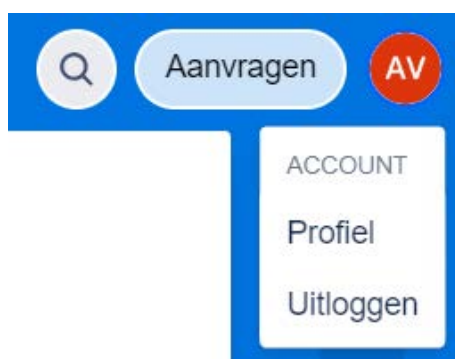 Aanvragen
AV
ACCOUNT
Profiel
Uitloggen